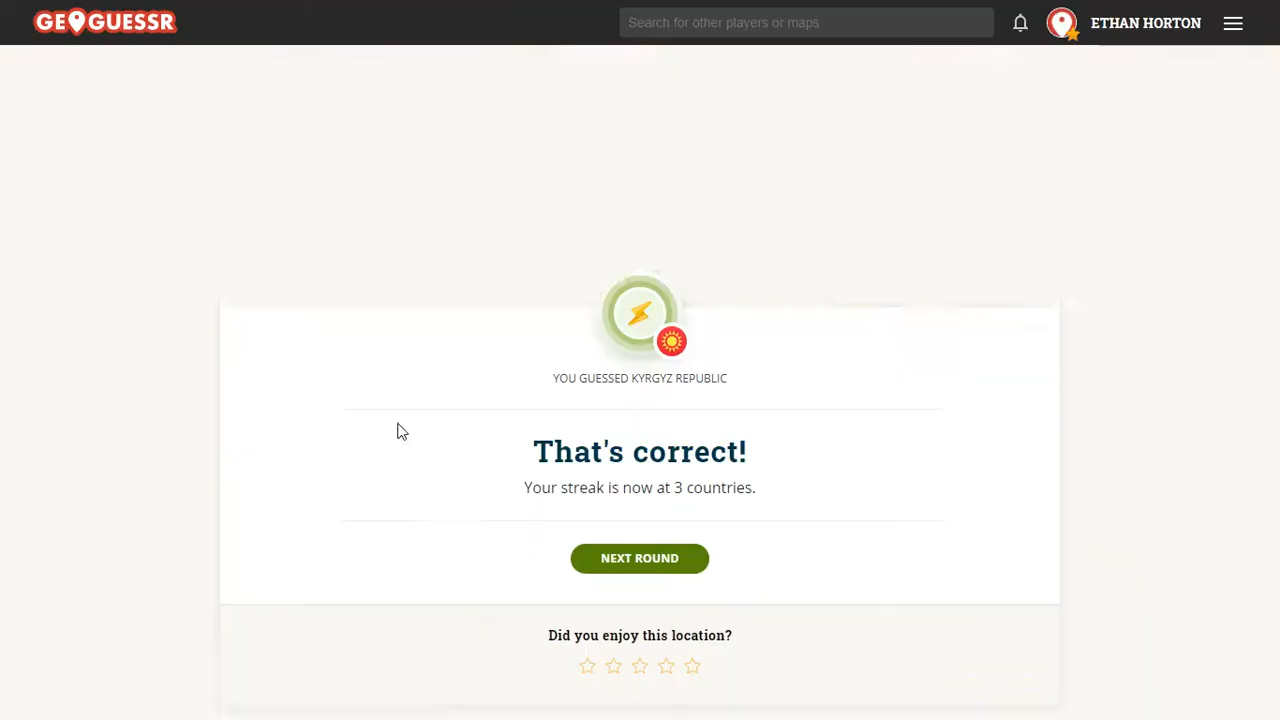 GEOGUESSR
Search for other players or maps
ETHAN HORTON
YOU GUESSED KYRGYZ REPUBLIC
That's correct!
Your streak is now at 3 countries.
NEXT ROUND
Did you enjoy this location?